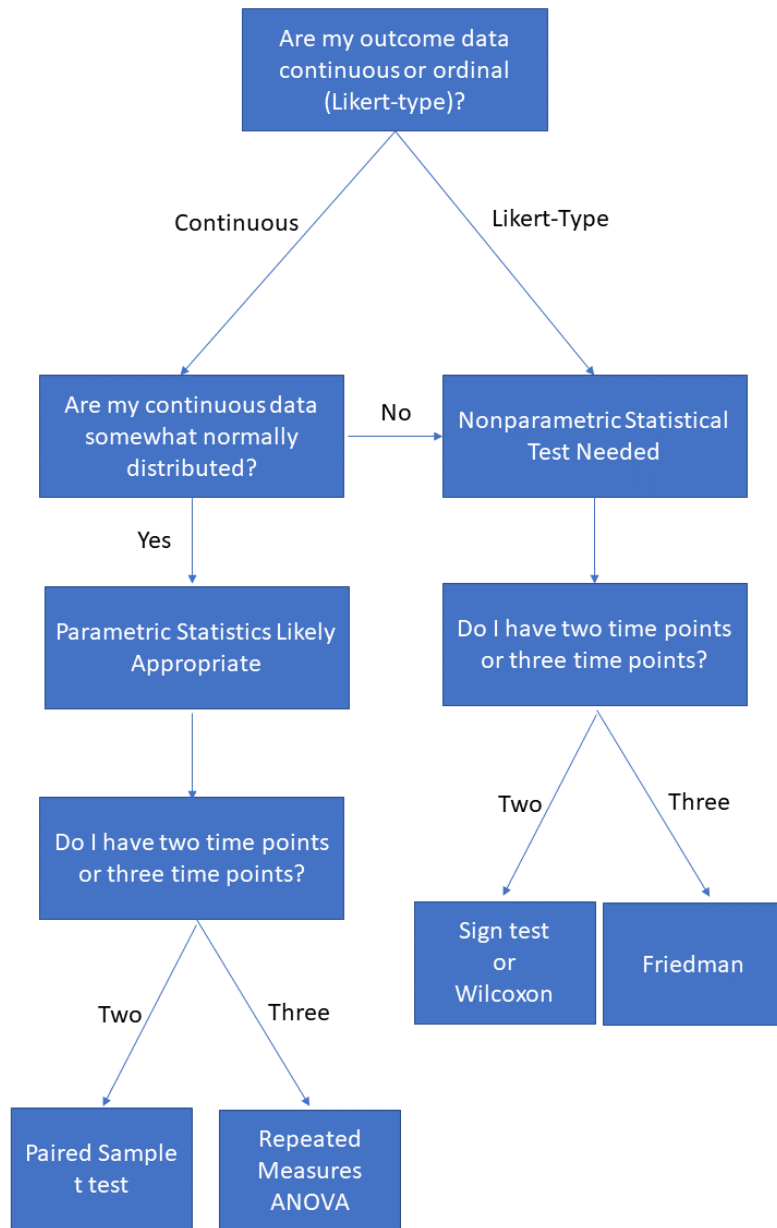 Are my outcome data
continuous or ordinal
(Likert-type)?
Continuous
Likert-Type
Are my continuous data
somewhat normally
distributed?
No
Nonparametric Statistical
Test Needed
Yes
Parametric Statistics Likely
Appropriate
Do I have two time points
or three time points?
Two
Three
Do I have two time points
or three time points?
Sign test
or
Wilcoxon
Friedman
Two
Three
Paired Sample
t test
Repeated
Measures
ANOVA